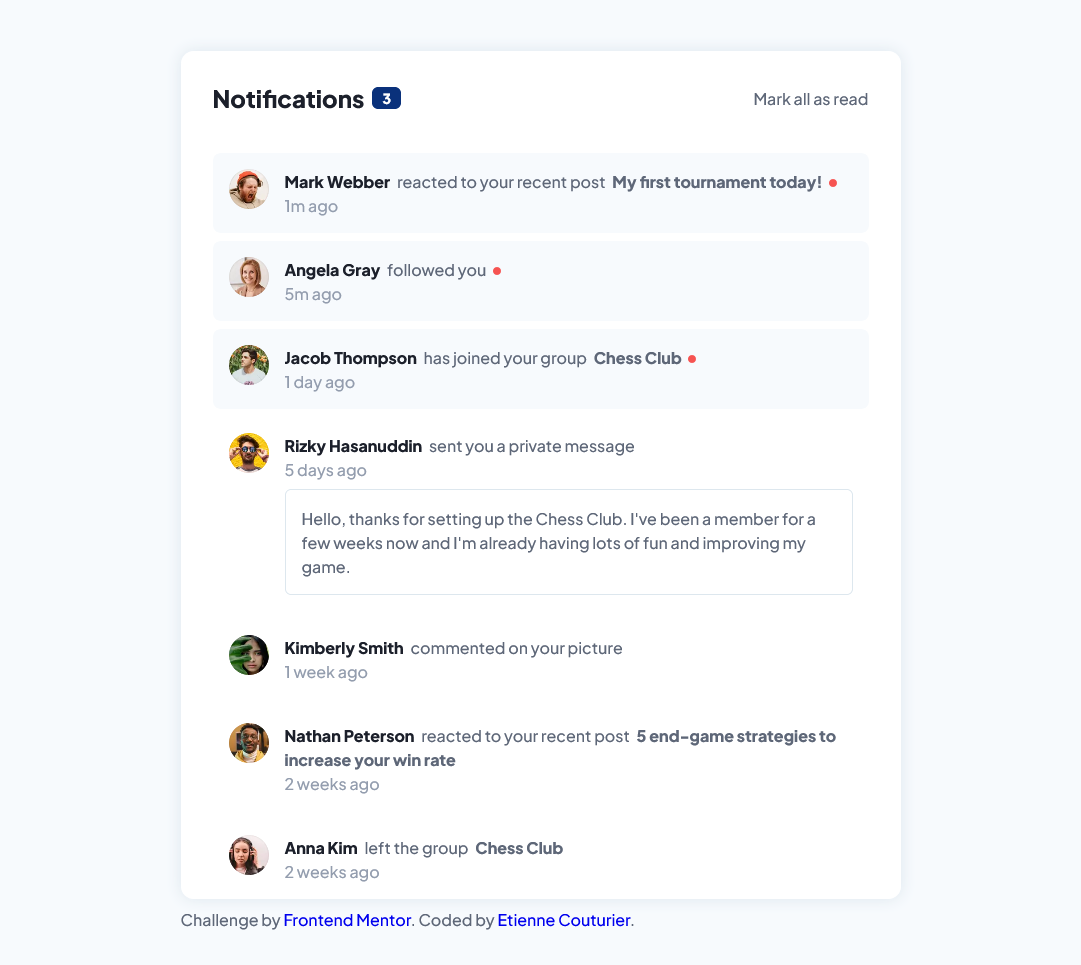 Notifications 3
Mark all as read
Mark Webber reacted to your recent post My first tournament today!
1m ago
Angela Gray followed you
5m ago
Jacob Thompson has joined your group Chess Club
1 day ago
Rizky Hasanuddin sent you a private message
5 days ago
Hello, thanks for setting up the Chess Club. I've been a member for a
few weeks now and I'm already having lots of fun and improving my
game.
Kimberly Smith commented on your picture
1 week ago
Nathan Peterson reacted to your recent post 5 end-game strategies to
increase your win rate
2 weeks ago
Anna Kim left the group Chess Club
2 weeks ago
Challenge by Frontend Mentor. Coded by Etienne Couturier.